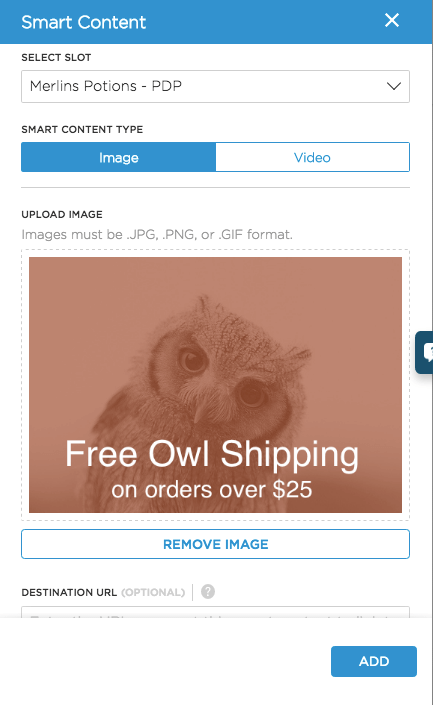 Smart Content
SELECT SLOT
Merlins Potions - PDP
SMART CONTENT TYPE
Image Video
UPLOAD IMAGE
Images must be .JPG, .PNG, or .GIF format.
Free Owl Shipping
on orders over $25
REMOVE IMAGE
DESTINATION URL (OPTIONAL) ?
ADD